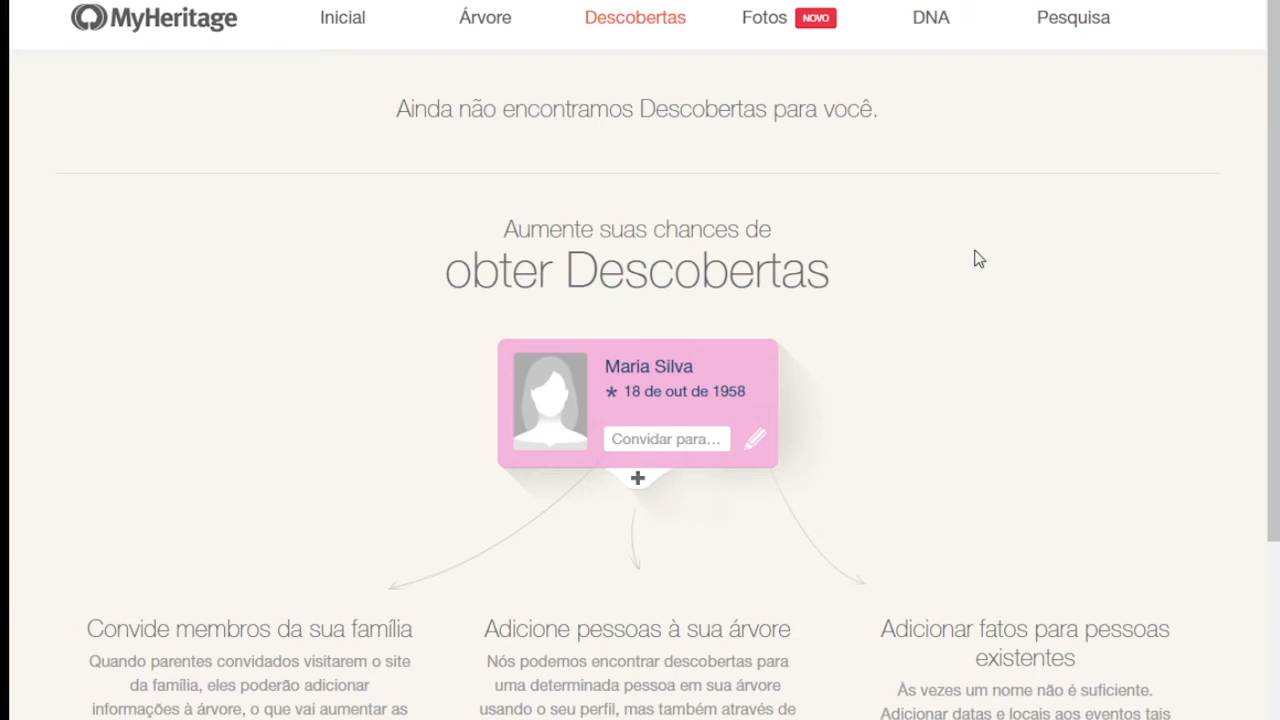 MyHeritage
Inicial
Árvore
Descobertas
Fotos NOVO
DNA
Pesquisa
Ainda não encontramos Descobertas para você.
Aumente suas chances de
obter Descobertas
Maria Silva
* 18 de out de 1958
Convidar para...
+
Convide membros da sua família
Quando parentes convidados visitarem o site
da família, eles poderão adicionar
informações à árvore, o que vai aumentar as
Adicione pessoas à sua árvore
Nós podemos encontrar descobertas para
uma determinada pessoa em sua árvore
usando o seu perfil, mas também através de
Adicionar fatos para pessoas
existentes
Às vezes um nome não é suficiente.
Adicionar datas e locais aos eventos tais